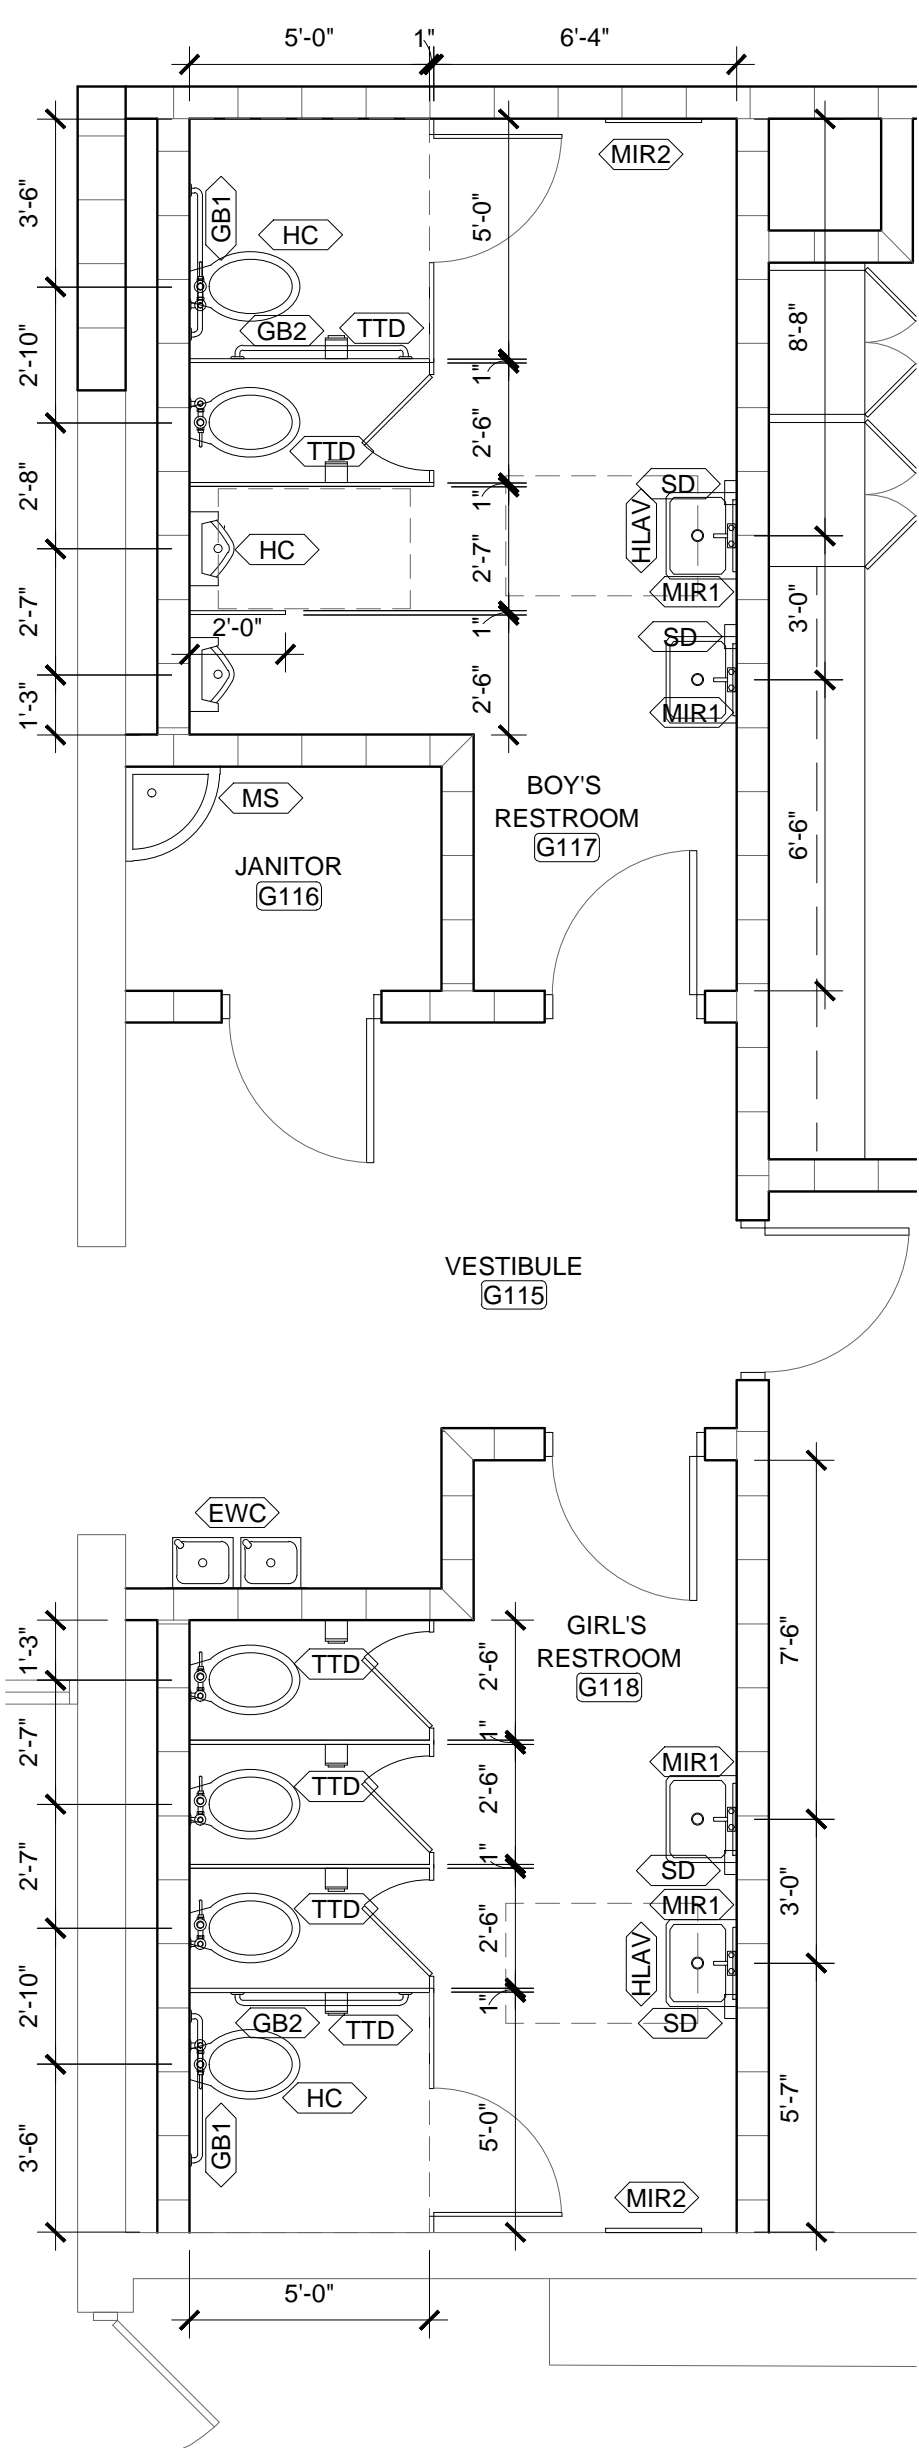 5'-0"
1"
6'-4"
MIR2
3'-6"
GB1
HC
5'-0"
8'-8"
GB2
TTD
2'-10"
1"
2'-6"
TTD
2'-8"
1"
SD
HLAV
HC
2'-7"
MIR1
3'-0"
2'-7"
2'-0"
1"
SD
1'-3"
2'-6"
MIR1
MS
BOY'S
RESTROOM
G117
6'-6"
JANITOR
G116
VESTIBULE
G115
EWC
GIRL'S
RESTROOM
G118
1'-3"
TTD
2'-6"
7'-6"
1"
2'-7"
TTD
2'-6"
MIR1
1"
SD
2'-7"
TTD
2'-6"
MIR1
3'-0"
HLAV
2'-10"
1"
GB2
TTD
SD
HC
5'-7"
3'-6"
GB1
5'-0"
MIR2
5'-0"